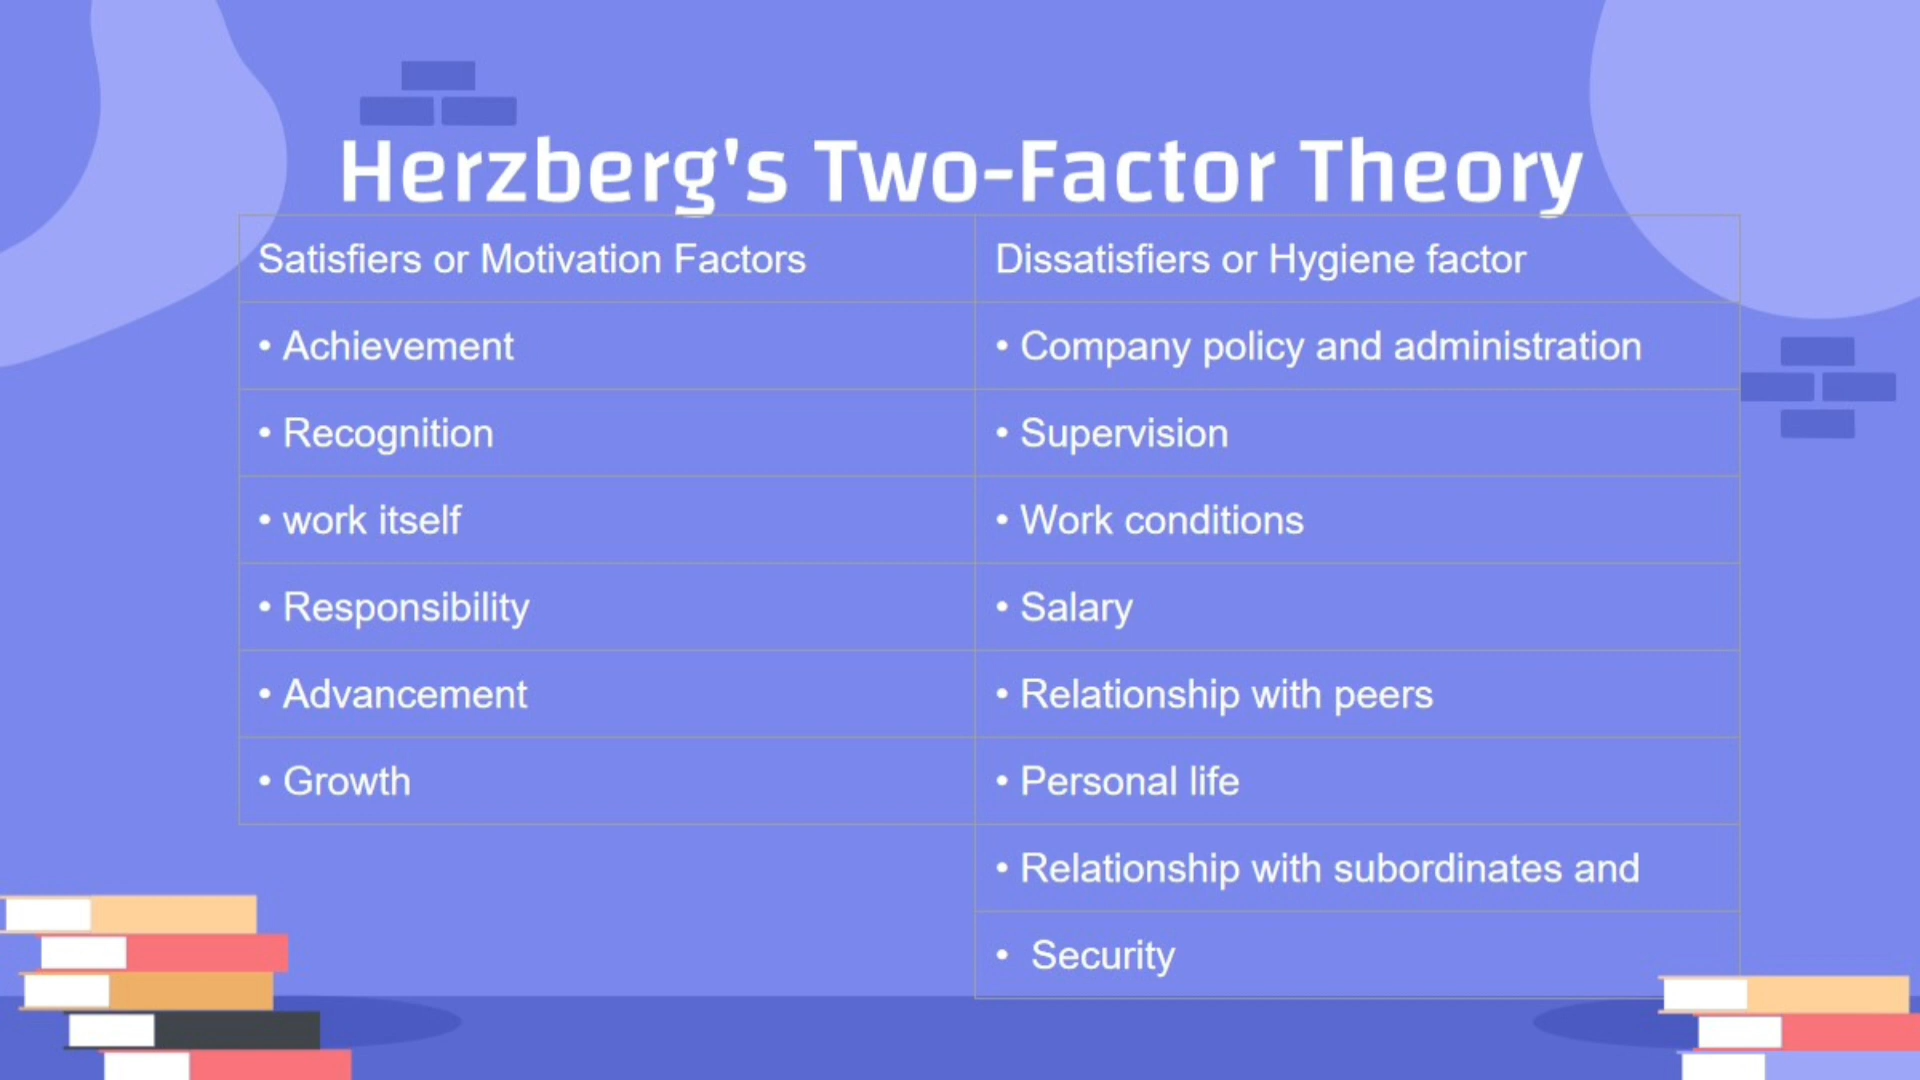 Herzberg's Two-Factor Theory
Satisfiers or Motivation Factors
Dissatisfiers or Hygiene factor
• Achievement
• Company policy and administration
• Recognition
• Supervision
• work itself
• Work conditions
• Responsibility
• Salary
• Advancement
• Relationship with peers
• Growth
• Personal life
• Relationship with subordinates and
• Security